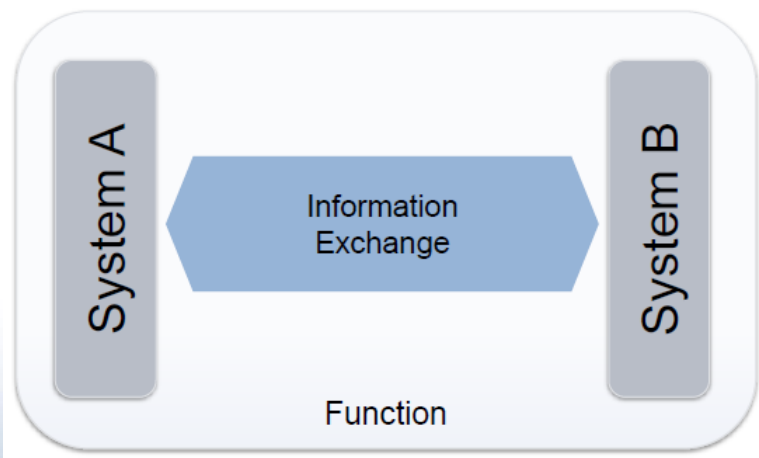 System A
Information
Exchange
System B
Function